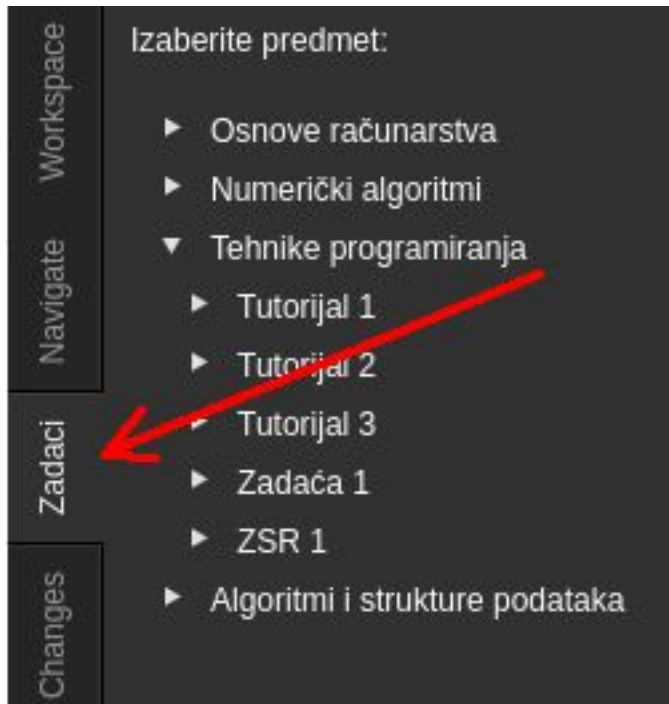 Workspace
Navigate
Zadaci
Changes
Izaberite predmet:
Osnove računarstva
Numerički algoritmi
Tehnike programiranja
Tutorijal 1
Tutorijal 2
Tutorijal 3
Zadaća 1
ZSR 1
Algoritmi i strukture podataka